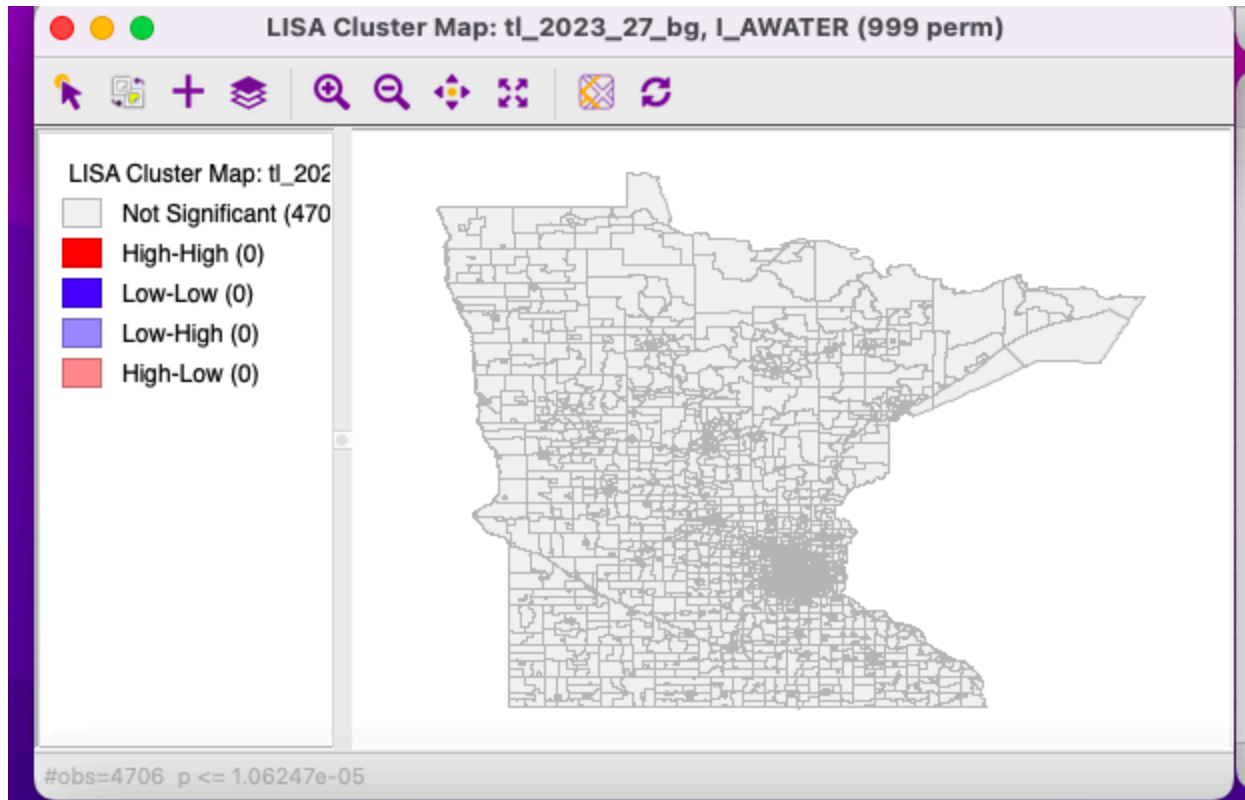 LISA Cluster Map: tl_2023_27_bg, I_AWATER (999 perm)
LISA Cluster Map: tl_202
Not Significant (470
High-High (0)
Low-Low (0)
Low-High (0)
High-Low (0)
#obs=4706 p <= 1.06247e-05